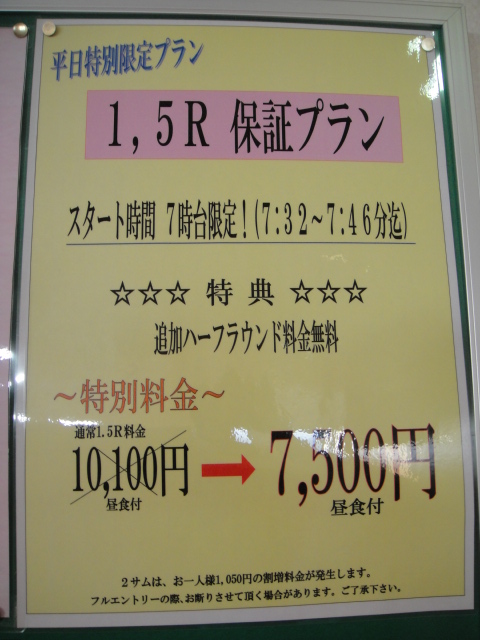 平日特別限定プラン
1,5R 保証プラン
スタート時間 7時台限定!(7:32～7:46分迄)
☆☆☆ 特典 ☆☆☆
追加ハーフラウンド料金無料
～特別料金～
通常1.5R料金
10,100円 → 7,500円
昼食付 昼食付
2サムは、お一人様1,050円の割増料金が発生します。
フルエントリーの際、お断りさせて頂く場合があります。ご了承下さい。